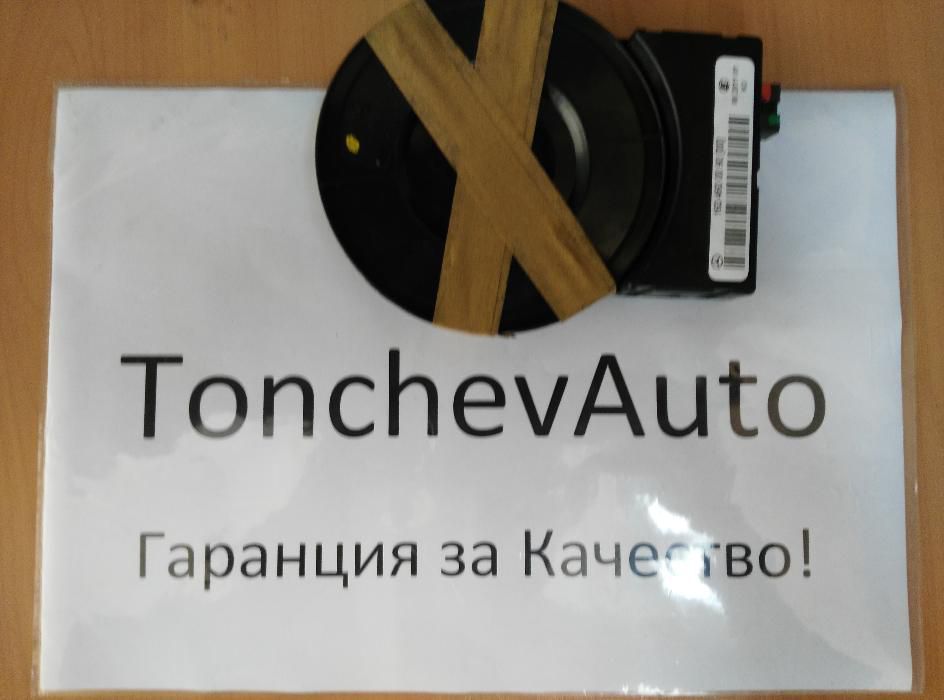 TonchevAuto
Гаранция за Качество!